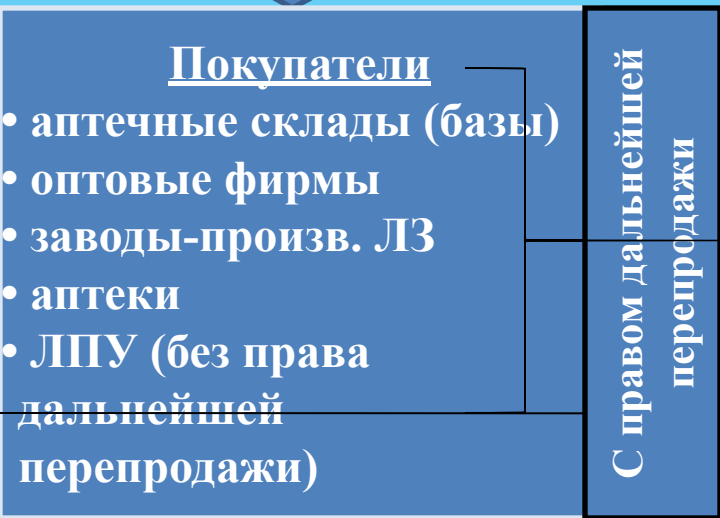 Покупатели
• аптечные склады (базы)
• оптовые фирмы
• заводы-произв. ЛЗ
• аптеки
• ЛПУ (без права
дальнейшей
перепродажи)
С правом дальнейшей
перепродажи